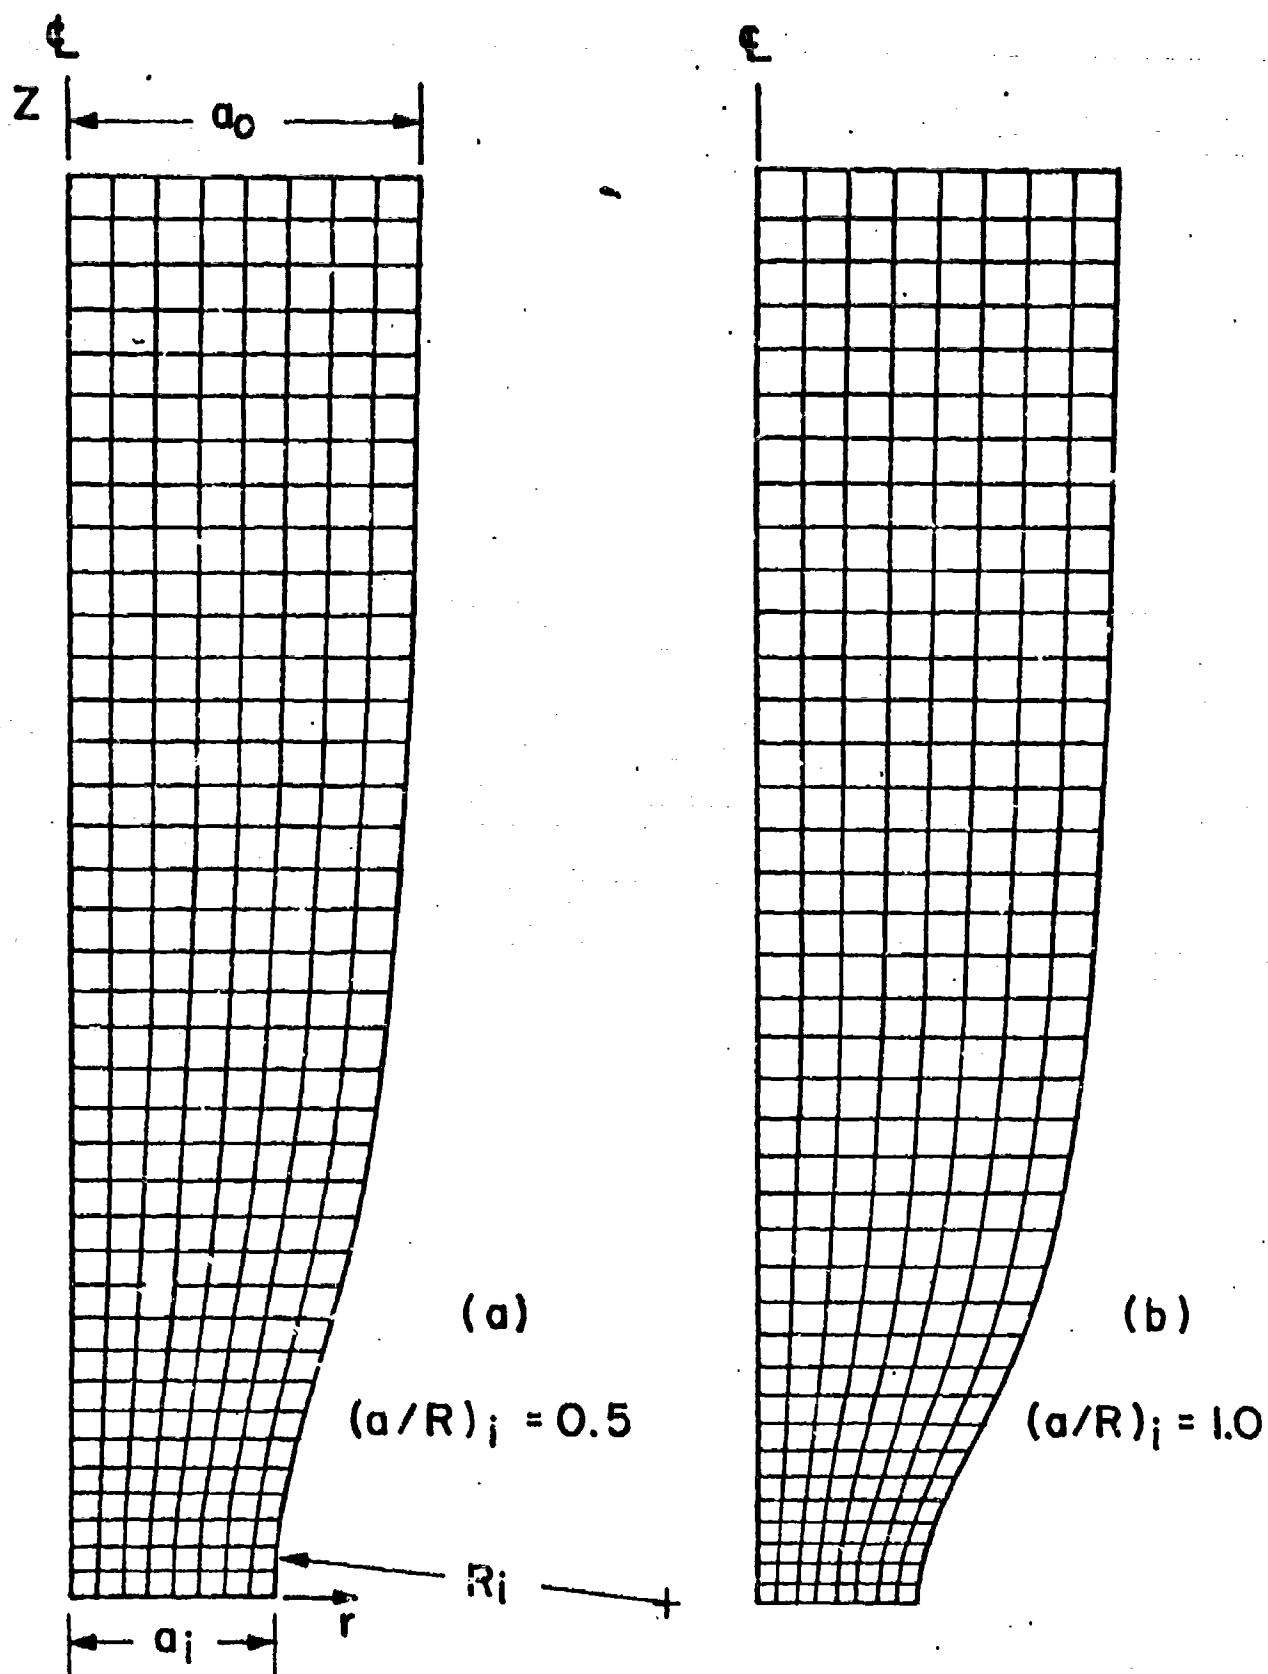 ℄ ℄
Z a₀
(a) (b)
(a/R)ᵢ = 0.5 (a/R)ᵢ = 1.0
Rᵢ
r
aᵢ